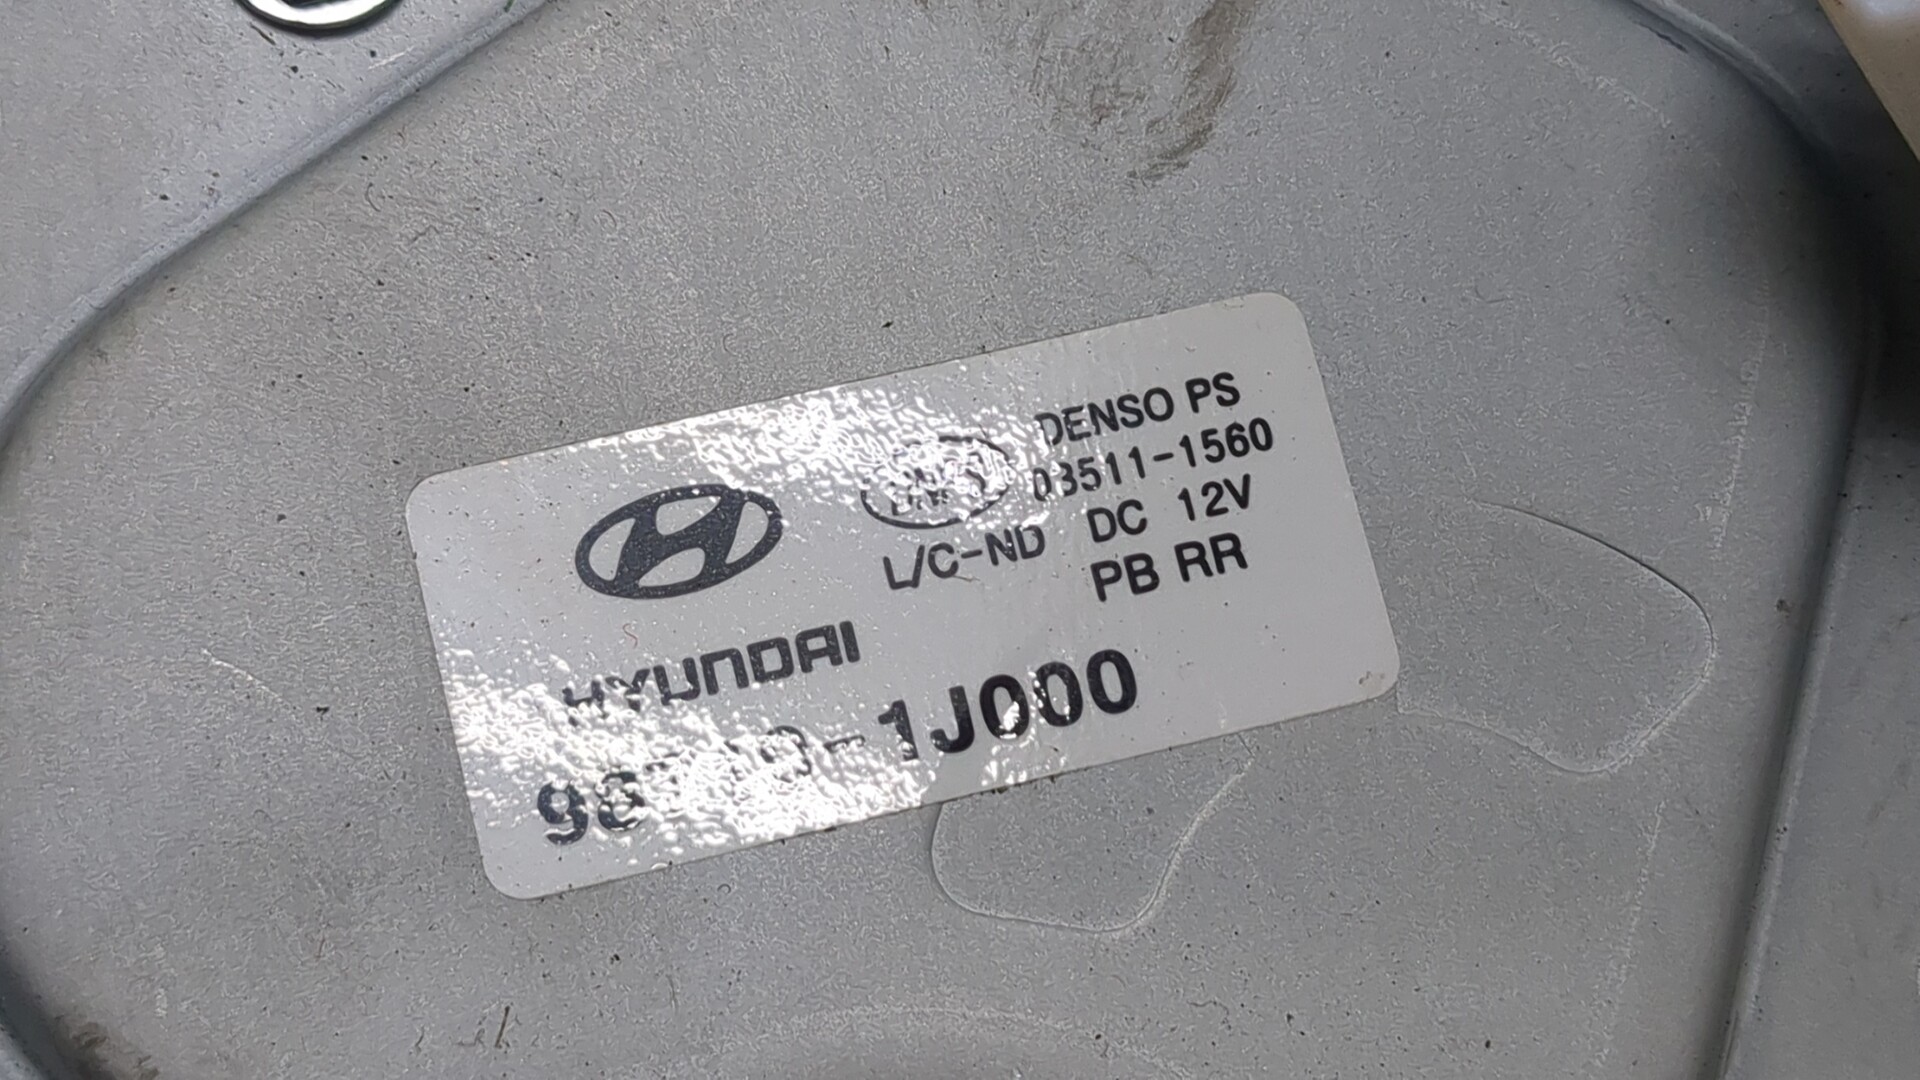 DENSO PS
03511-1560
L/C-ND DC 12V
PB RR
HYUNDAI
-1J000